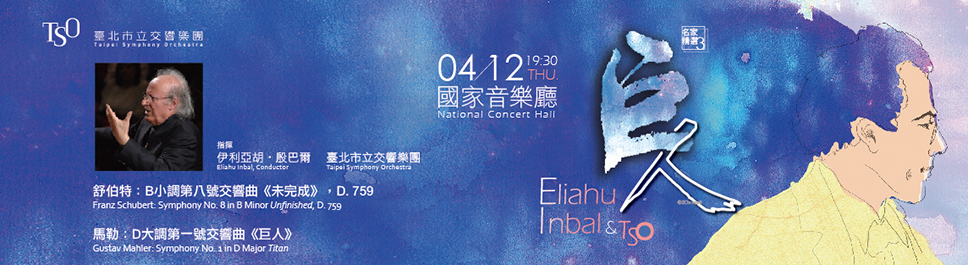 TSO 臺北市立交響樂團
Taipei Symphony Orchestra
指揮
伊利亞胡·殷巴爾 臺北市立交響樂團
Eliahu Inbal, Conductor Taipei Symphony Orchestra
舒伯特：B小調第八號交響曲《未完成》，D. 759
Franz Schubert: Symphony No. 8 in B Minor Unfinished, D. 759
馬勒：D大調第一號交響曲《巨人》
Gustav Mahler: Symphony No. 1 in D Major Titan
04/12 19:30 THU.
國家音樂廳
National Concert Hall
名家
精選3
巨人
Eliahu
Inbal & TSO